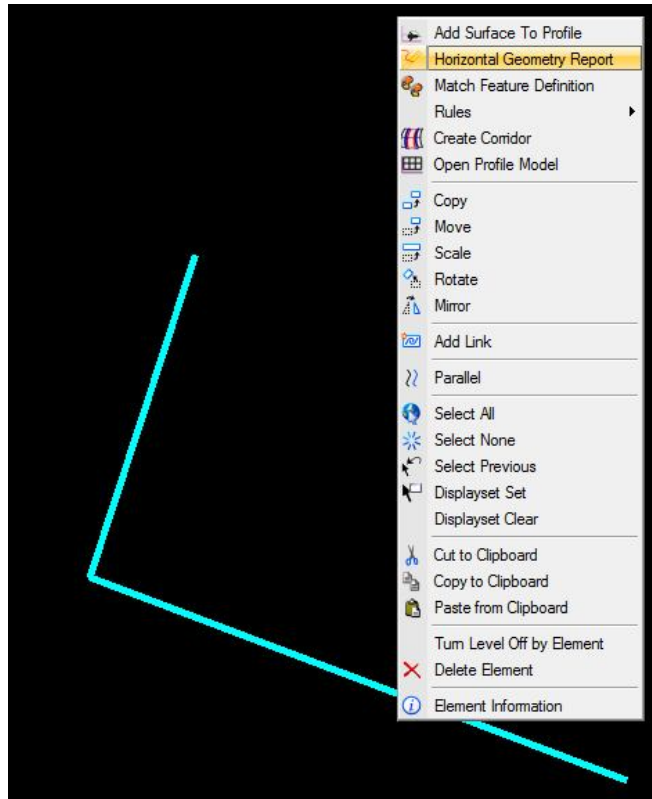 Add Surface To Profile
Horizontal Geometry Report
Match Feature Definition
Rules
Create Corridor
Open Profile Model
Copy
Move
Scale
Rotate
Mirror
Add Link
Parallel
Select All
Select None
Select Previous
Displayset Set
Displayset Clear
Cut to Clipboard
Copy to Clipboard
Paste from Clipboard
Turn Level Off by Element
Delete Element
Element Information